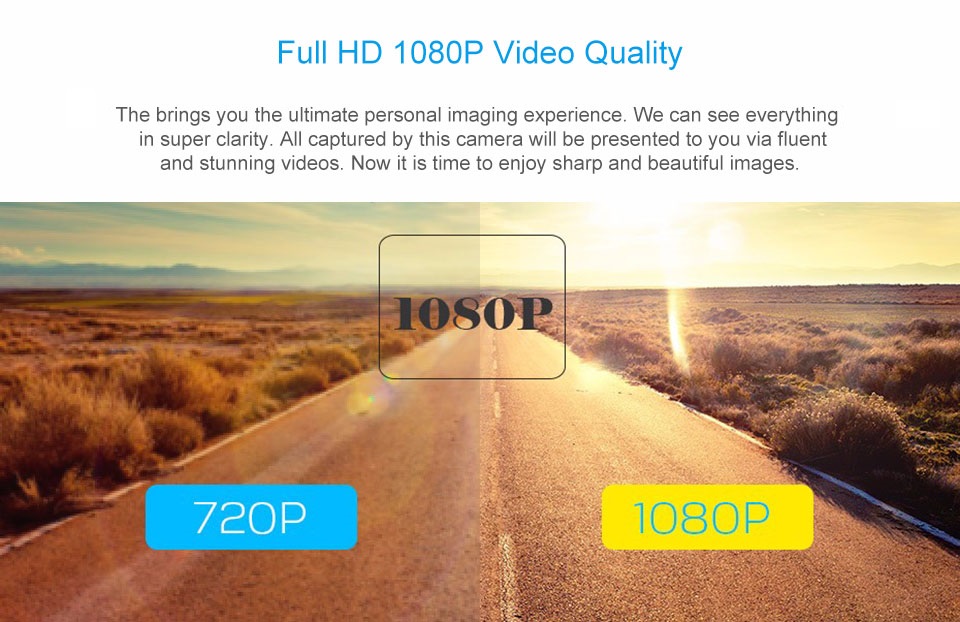 Full HD 1080P Video Quality
The brings you the ultimate personal imaging experience. We can see everything
in super clarity. All captured by this camera will be presented to you via fluent
and stunning videos. Now it is time to enjoy sharp and beautiful images.
1080P
720P
1080P